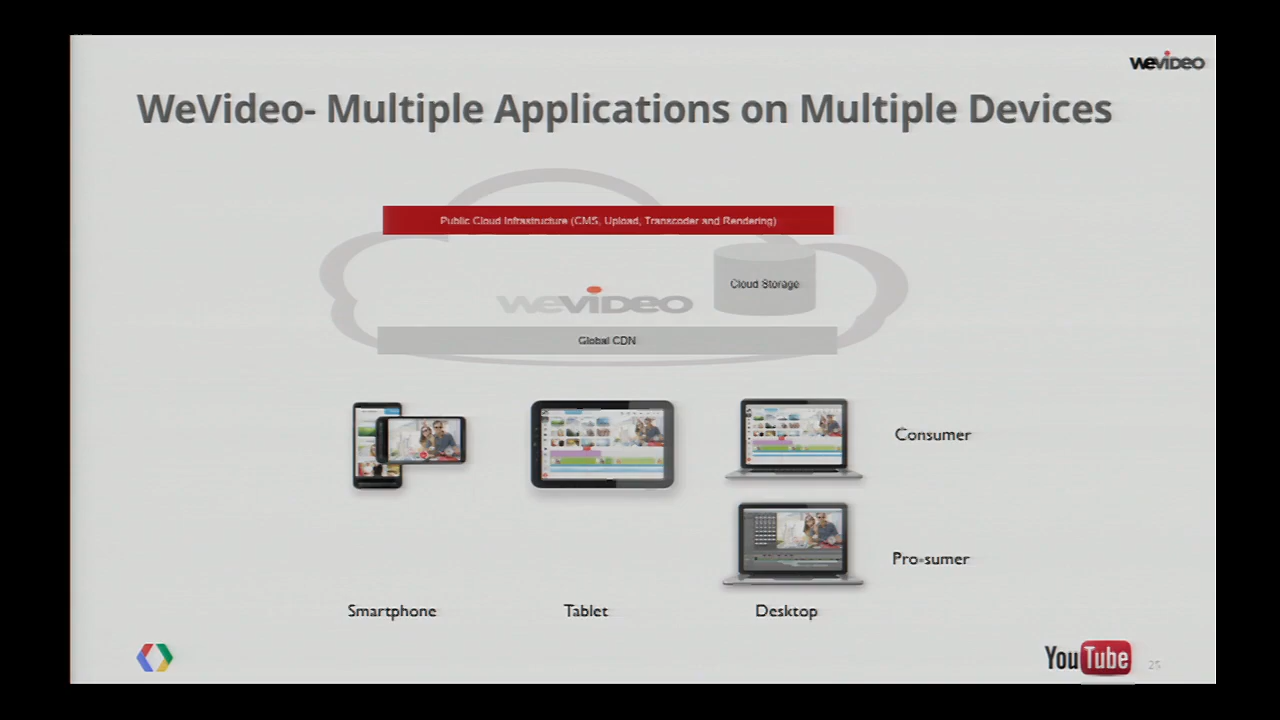 WEVIDEO
WeVideo- Multiple Applications on Multiple Devices
Public Cloud Infrastructure (CMS, Upload, Transcoder and Rendering)
Cloud Storage
WEVIDEO
Global CDN
Consumer
Pro-sumer
Smartphone
Tablet
Desktop
YouTube